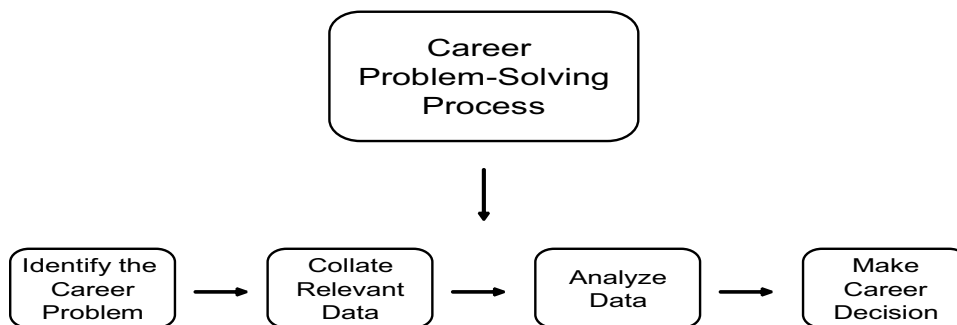 Career
Problem-Solving
Process
Identify the
Career
Problem
Collate
Relevant
Data
Analyze
Data
Make
Career
Decision